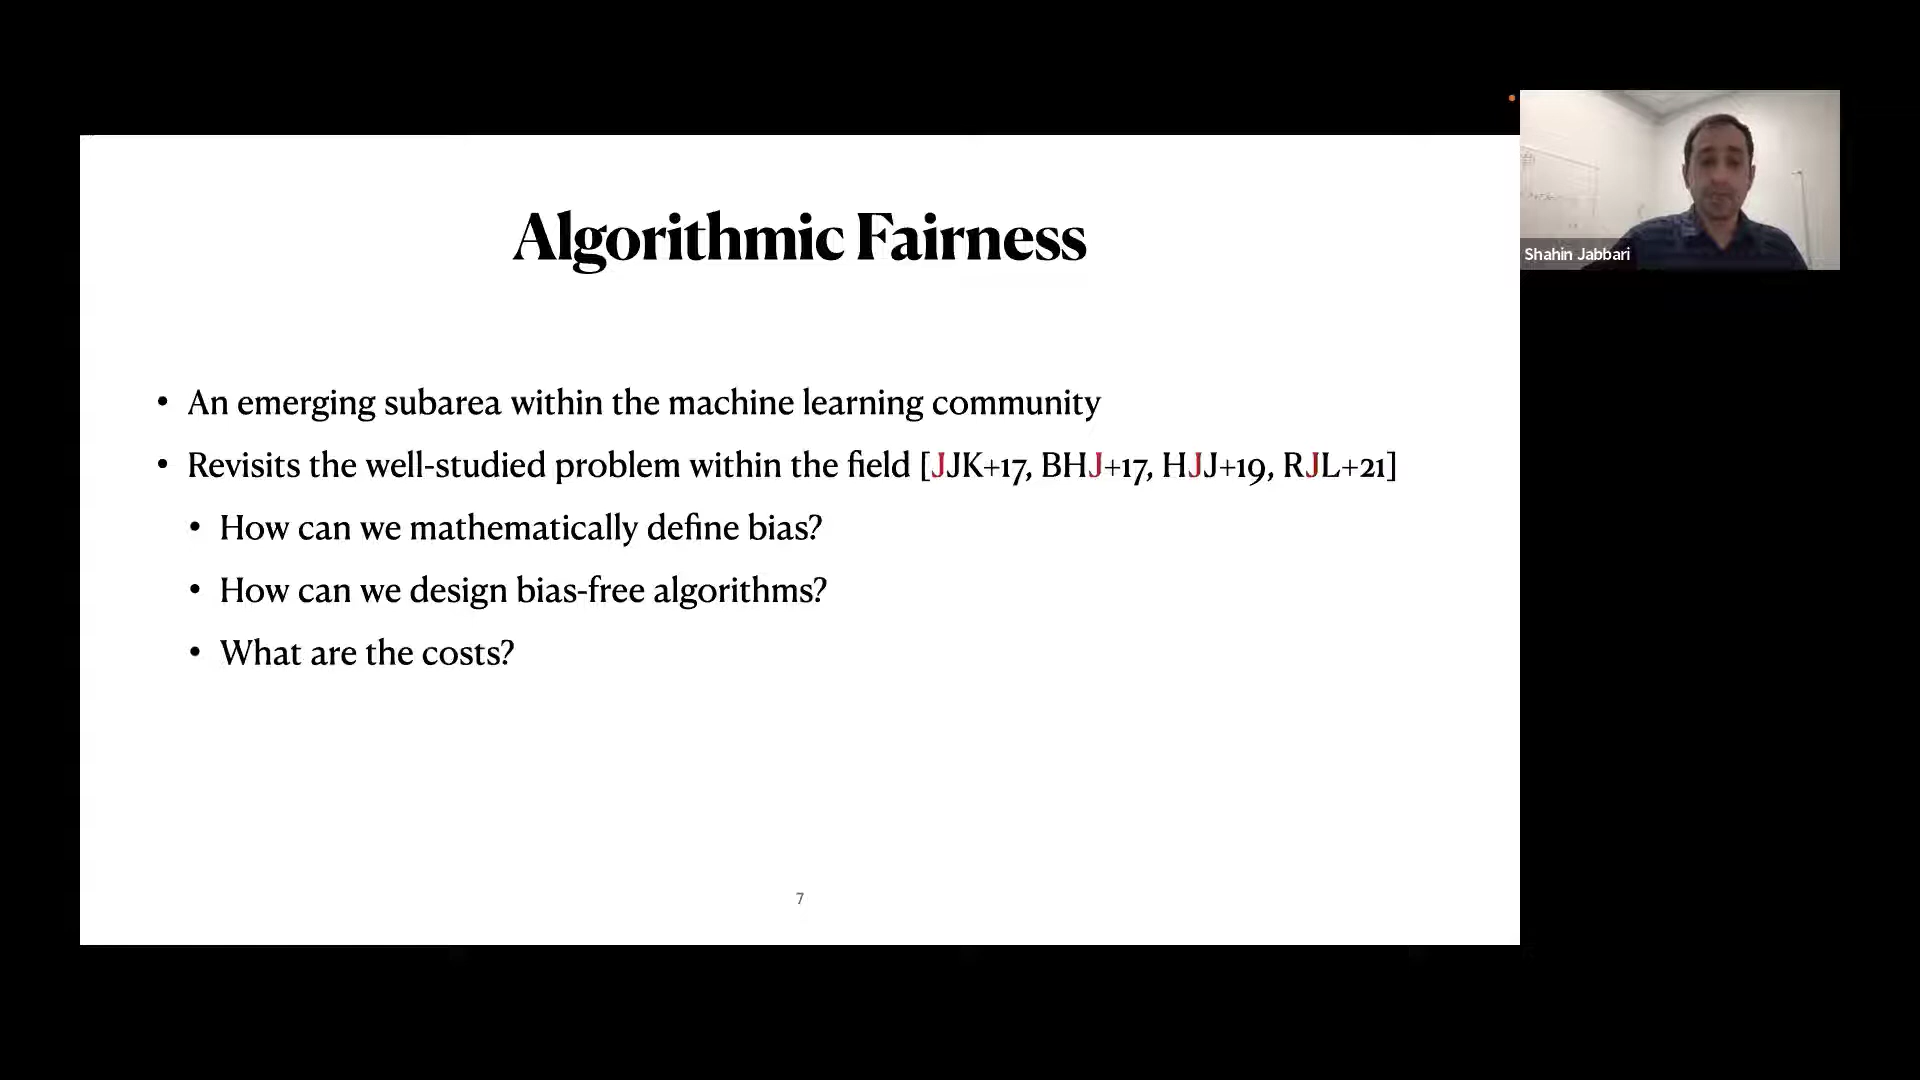 Algorithmic Fairness
• An emerging subarea within the machine learning community
• Revisits the well-studied problem within the field [JJK+17, BHJ+17, HJJ+19, RJL+21]
• How can we mathematically define bias?
• How can we design bias-free algorithms?
• What are the costs?
7
Shahin Jabbari